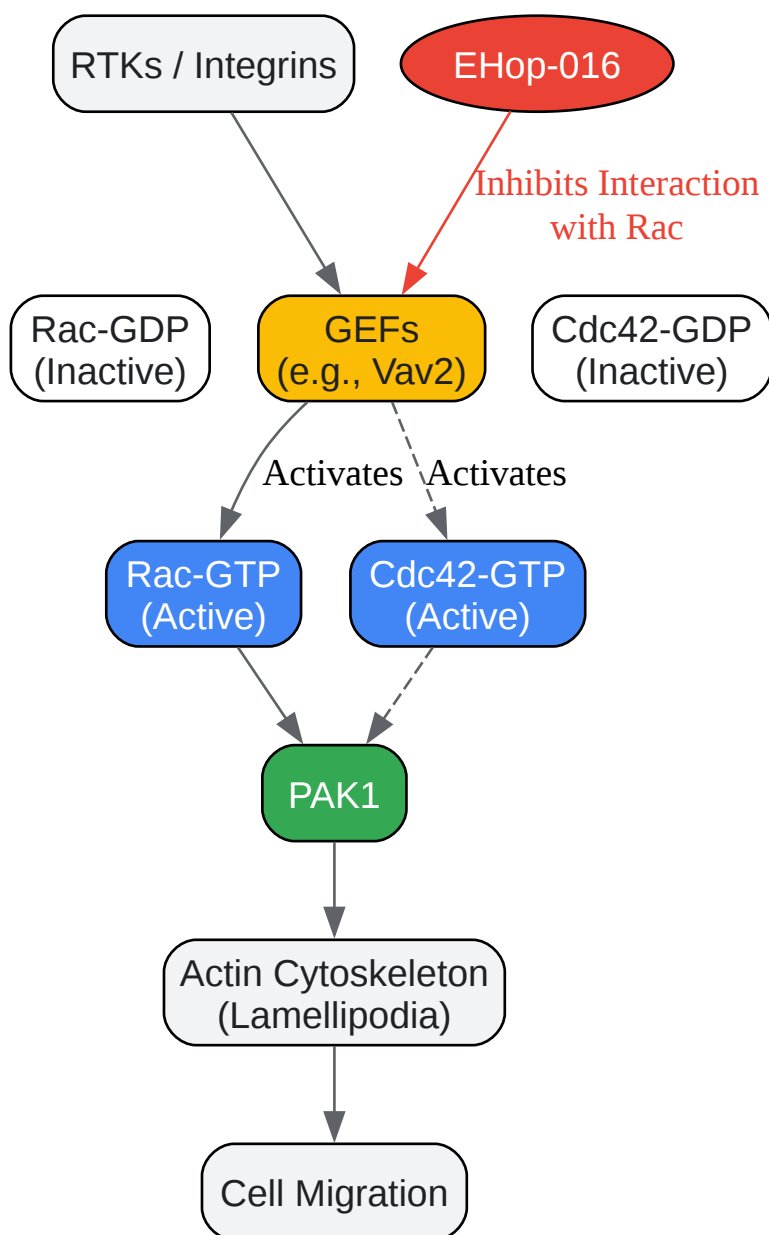 RTKs / Integrins
EHop-016
Inhibits Interaction
with Rac
Rac-GDP
(Inactive)
GEFs
(e.g., Vav2)
Cdc42-GDP
(Inactive)
Activates
Activates
Rac-GTP
(Active)
Cdc42-GTP
(Active)
PAK1
Actin Cytoskeleton
(Lamellipodia)
Cell Migration